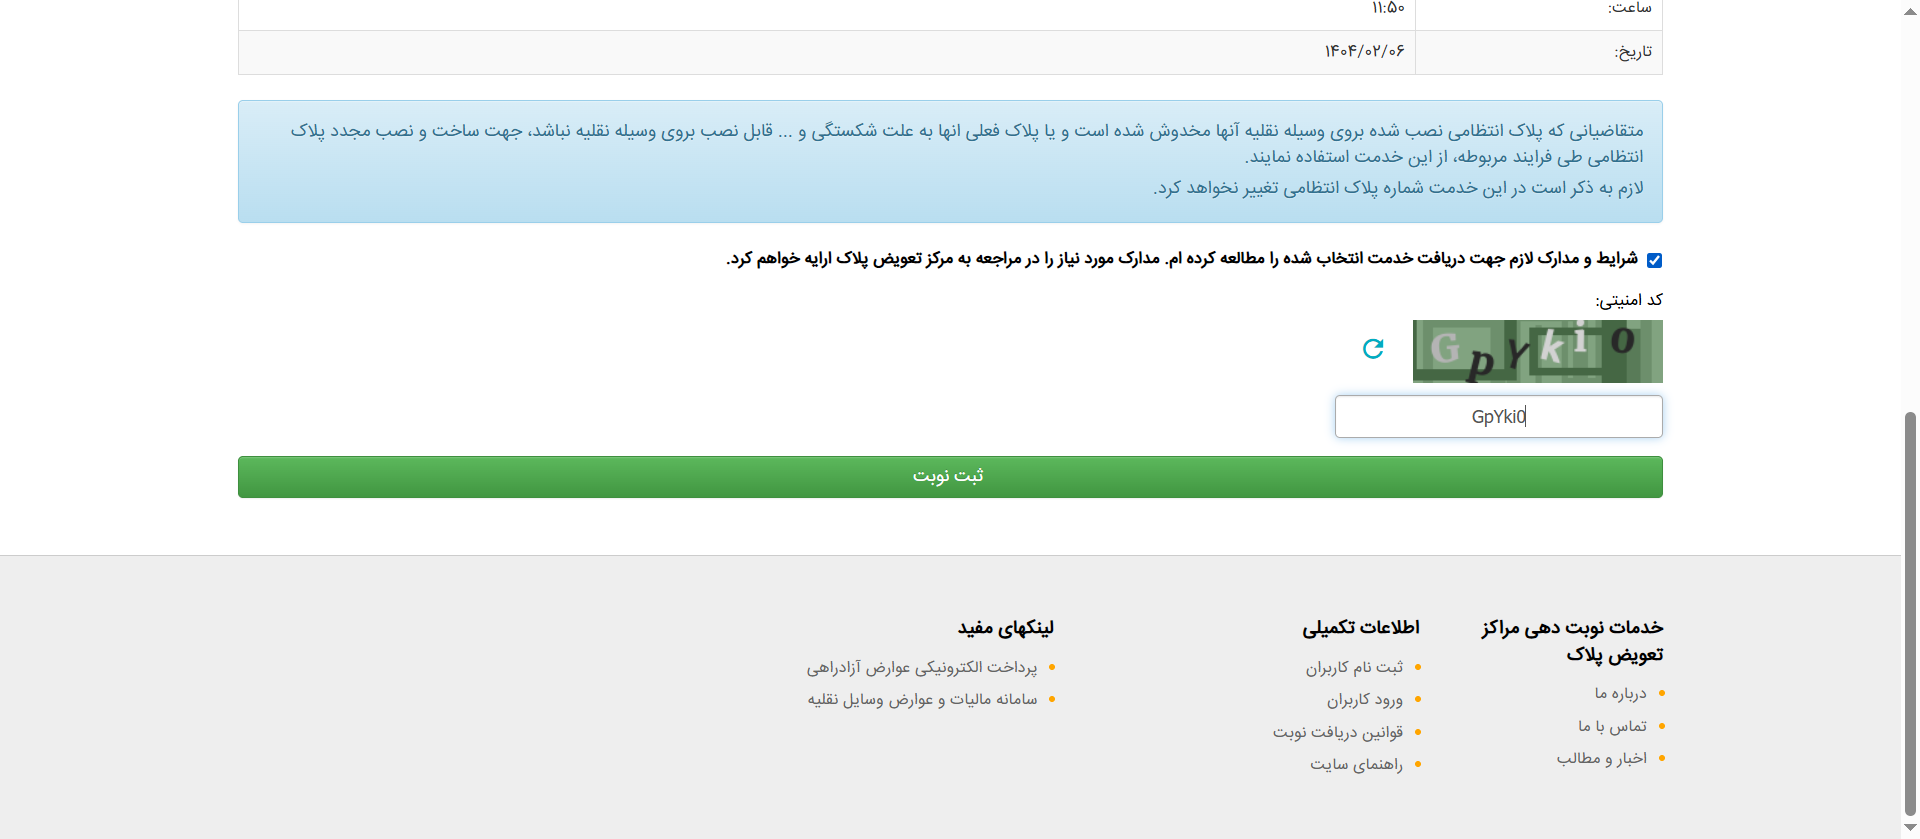 ساعت: ۱۱:۵۰
تاریخ: ۱۴۰۴/۰۲/۰۶
متقاضیانی که پلاک انتظامی نصب شده بروی وسیله نقلیه آنها مخدوش شده است و یا پلاک فعلی انها به علت شکستگی و ... قابل نصب بروی وسیله نقلیه نباشد، جهت ساخت و نصب مجدد پلاک
انتظامی طی فرایند مربوطه، از این خدمت استفاده نمایند.
لازم به ذکر است در این خدمت شماره پلاک انتظامی تغییر نخواهد کرد.
شرایط و مدارک لازم جهت دریافت خدمت انتخاب شده را مطالعه کرده ام. مدارک مورد نیاز را در مراجعه به مرکز تعویض پلاک ارایه خواهم کرد.
کد امنیتی:
GpYkio
GpYki0
ثبت نوبت
خدمات نوبت دهی مراکز
تعویض پلاک
درباره ما
تماس با ما
اخبار و مطالب
اطلاعات تکمیلی
ثبت نام کاربران
ورود کاربران
قوانین دریافت نوبت
راهنمای سایت
لینکهای مفید
پرداخت الکترونیکی عوارض آزادراهی
سامانه مالیات و عوارض وسایل نقلیه